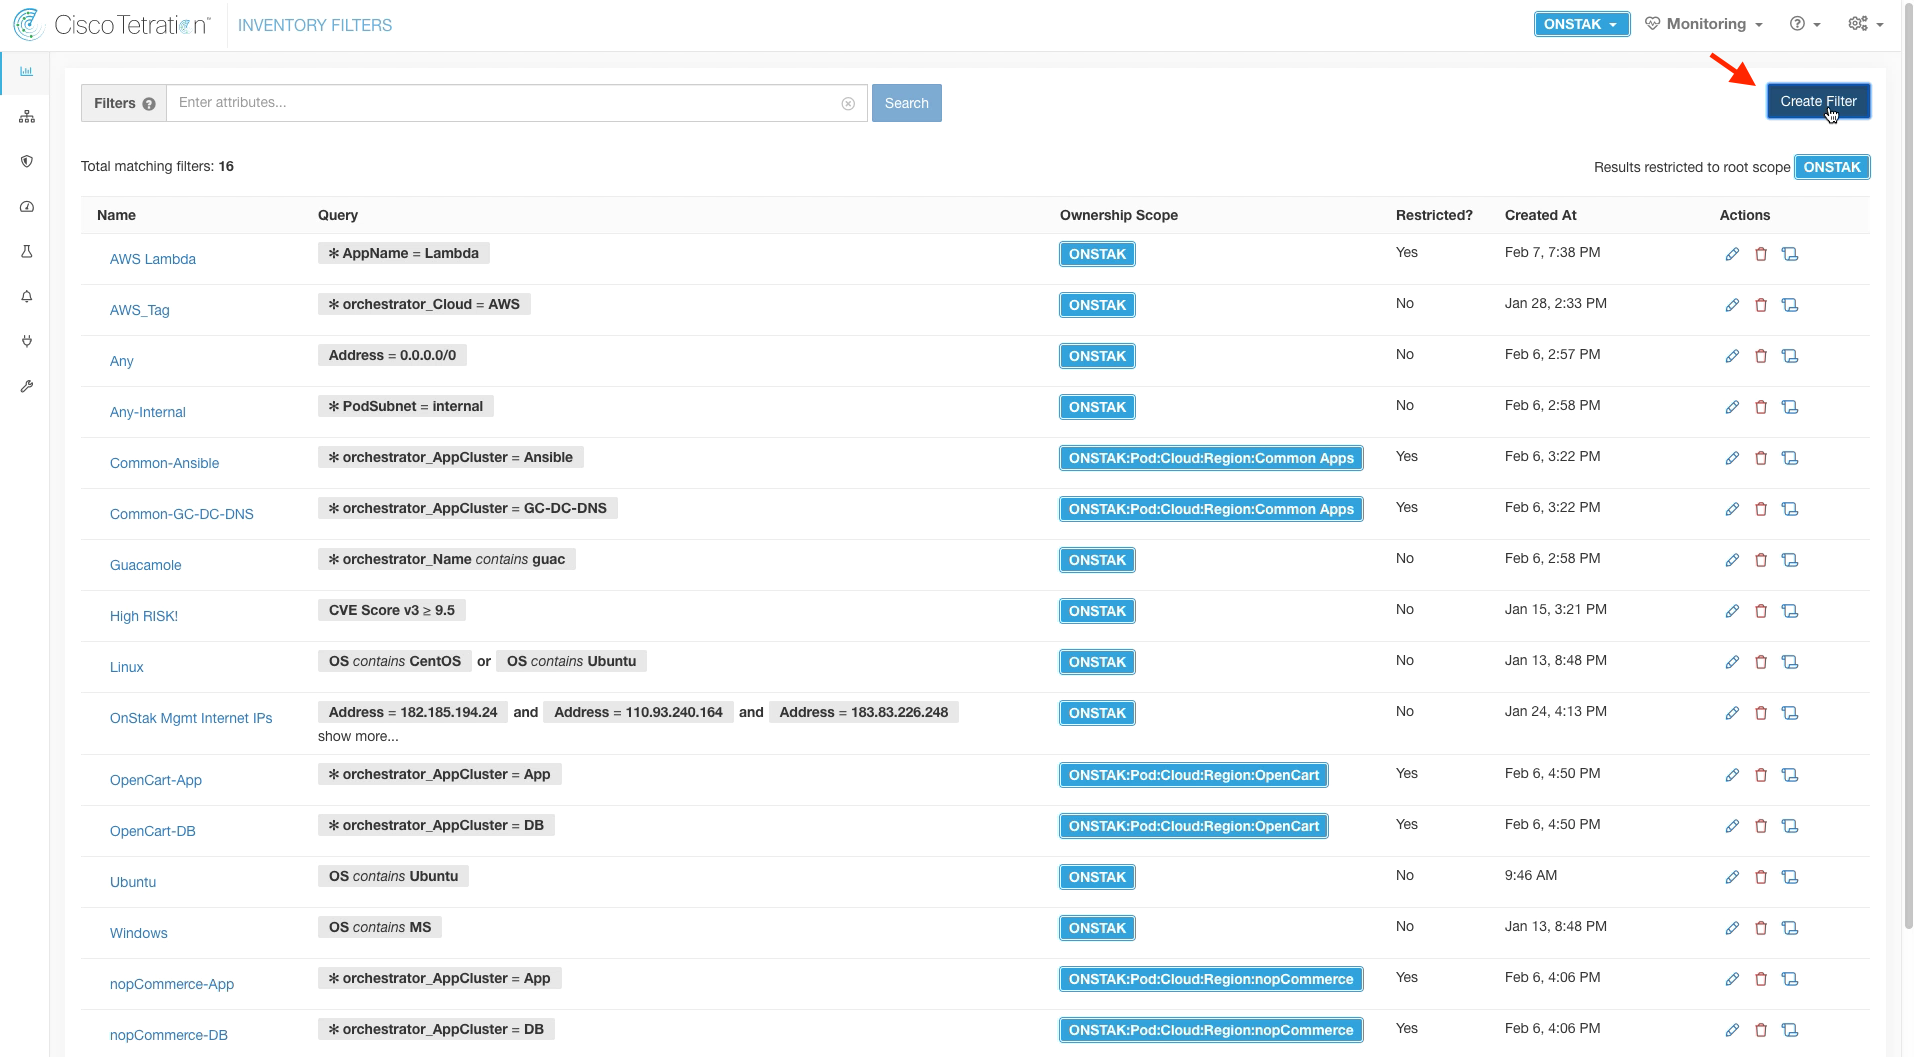 Cisco Tetration™ INVENTORY FILTERS ONSTAK Monitoring ?
Filters ? Enter attributes... Search Create Filter
Total matching filters: 16 Results restricted to root scope ONSTAK
Name Query Ownership Scope Restricted? Created At Actions
AWS Lambda ✻ AppName = Lambda ONSTAK Yes Feb 7, 7:38 PM
AWS_Tag ✻ orchestrator_Cloud = AWS ONSTAK No Jan 28, 2:33 PM
Any Address = 0.0.0.0/0 ONSTAK No Feb 6, 2:57 PM
Any-Internal ✻ PodSubnet = internal ONSTAK No Feb 6, 2:58 PM
Common-Ansible ✻ orchestrator_AppCluster = Ansible ONSTAK:Pod:Cloud:Region:Common Apps Yes Feb 6, 3:22 PM
Common-GC-DC-DNS ✻ orchestrator_AppCluster = GC-DC-DNS ONSTAK:Pod:Cloud:Region:Common Apps Yes Feb 6, 3:22 PM
Guacamole ✻ orchestrator_Name contains guac ONSTAK No Feb 6, 2:58 PM
High RISK! CVE Score v3 ≥ 9.5 ONSTAK No Jan 15, 3:21 PM
Linux OS contains CentOS or OS contains Ubuntu ONSTAK No Jan 13, 8:48 PM
OnStak Mgmt Internet IPs Address = 182.185.194.24 and Address = 110.93.240.164 and Address = 183.83.226.248 ONSTAK No Jan 24, 4:13 PM
show more...
OpenCart-App ✻ orchestrator_AppCluster = App ONSTAK:Pod:Cloud:Region:OpenCart Yes Feb 6, 4:50 PM
OpenCart-DB ✻ orchestrator_AppCluster = DB ONSTAK:Pod:Cloud:Region:OpenCart Yes Feb 6, 4:50 PM
Ubuntu OS contains Ubuntu ONSTAK No 9:46 AM
Windows OS contains MS ONSTAK No Jan 13, 8:48 PM
nopCommerce-App ✻ orchestrator_AppCluster = App ONSTAK:Pod:Cloud:Region:nopCommerce Yes Feb 6, 4:06 PM
nopCommerce-DB ✻ orchestrator_AppCluster = DB ONSTAK:Pod:Cloud:Region:nopCommerce Yes Feb 6, 4:06 PM